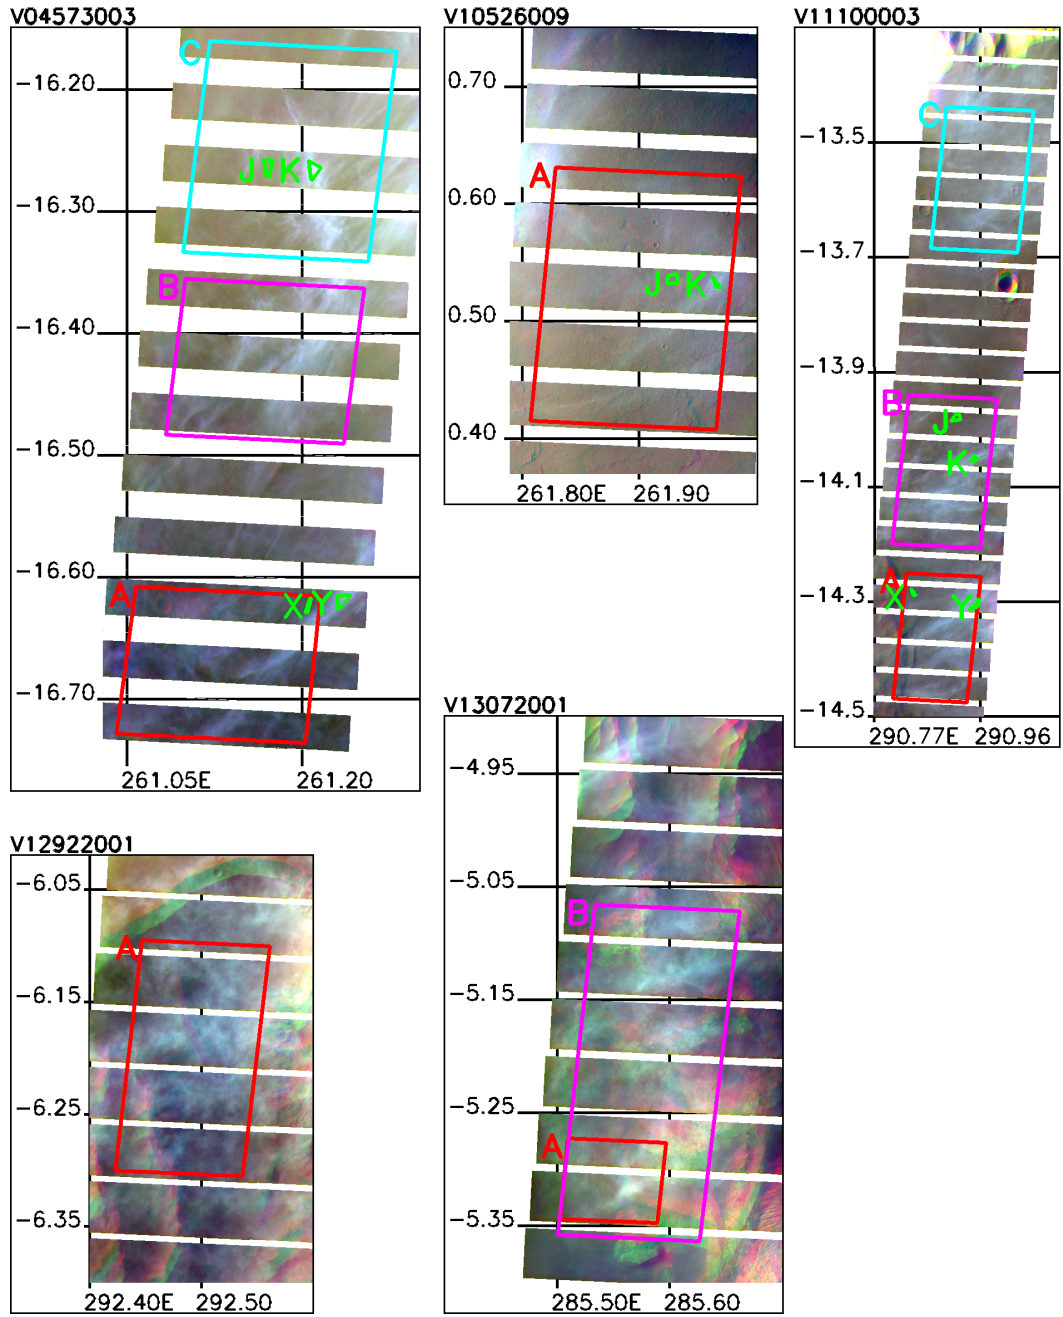 V04573003
C
−16.20
J K
−16.30
B
−16.40
−16.50
−16.60
A
X Y
−16.70
261.05E 261.20
V10526009
0.70
A
0.60
J K
0.50
0.40
261.80E 261.90
V11100003
C
−13.5
−13.7
−13.9
B
J
K
−14.1
A
X Y
−14.3
−14.5
290.77E 290.96
V12922001
−6.05
A
−6.15
−6.25
−6.35
292.40E 292.50
V13072001
−4.95
−5.05
B
−5.15
−5.25
A
−5.35
285.50E 285.60